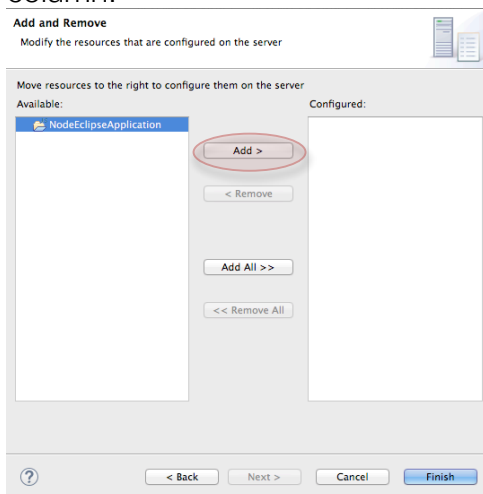 column.
Add and Remove
Modify the resources that are configured on the server
Move resources to the right to configure them on the server
Available:
Configured:
NodeEclipseApplication
Add >
< Remove
Add All >>
<< Remove All
?
< Back
Next >
Cancel
Finish